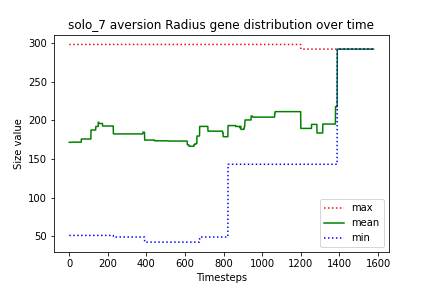 solo_7 aversion Radius gene distribution over time
300
250
200
150
100
50
Size value
max
mean
min
0 200 400 600 800 1000 1200 1400 1600
Timesteps